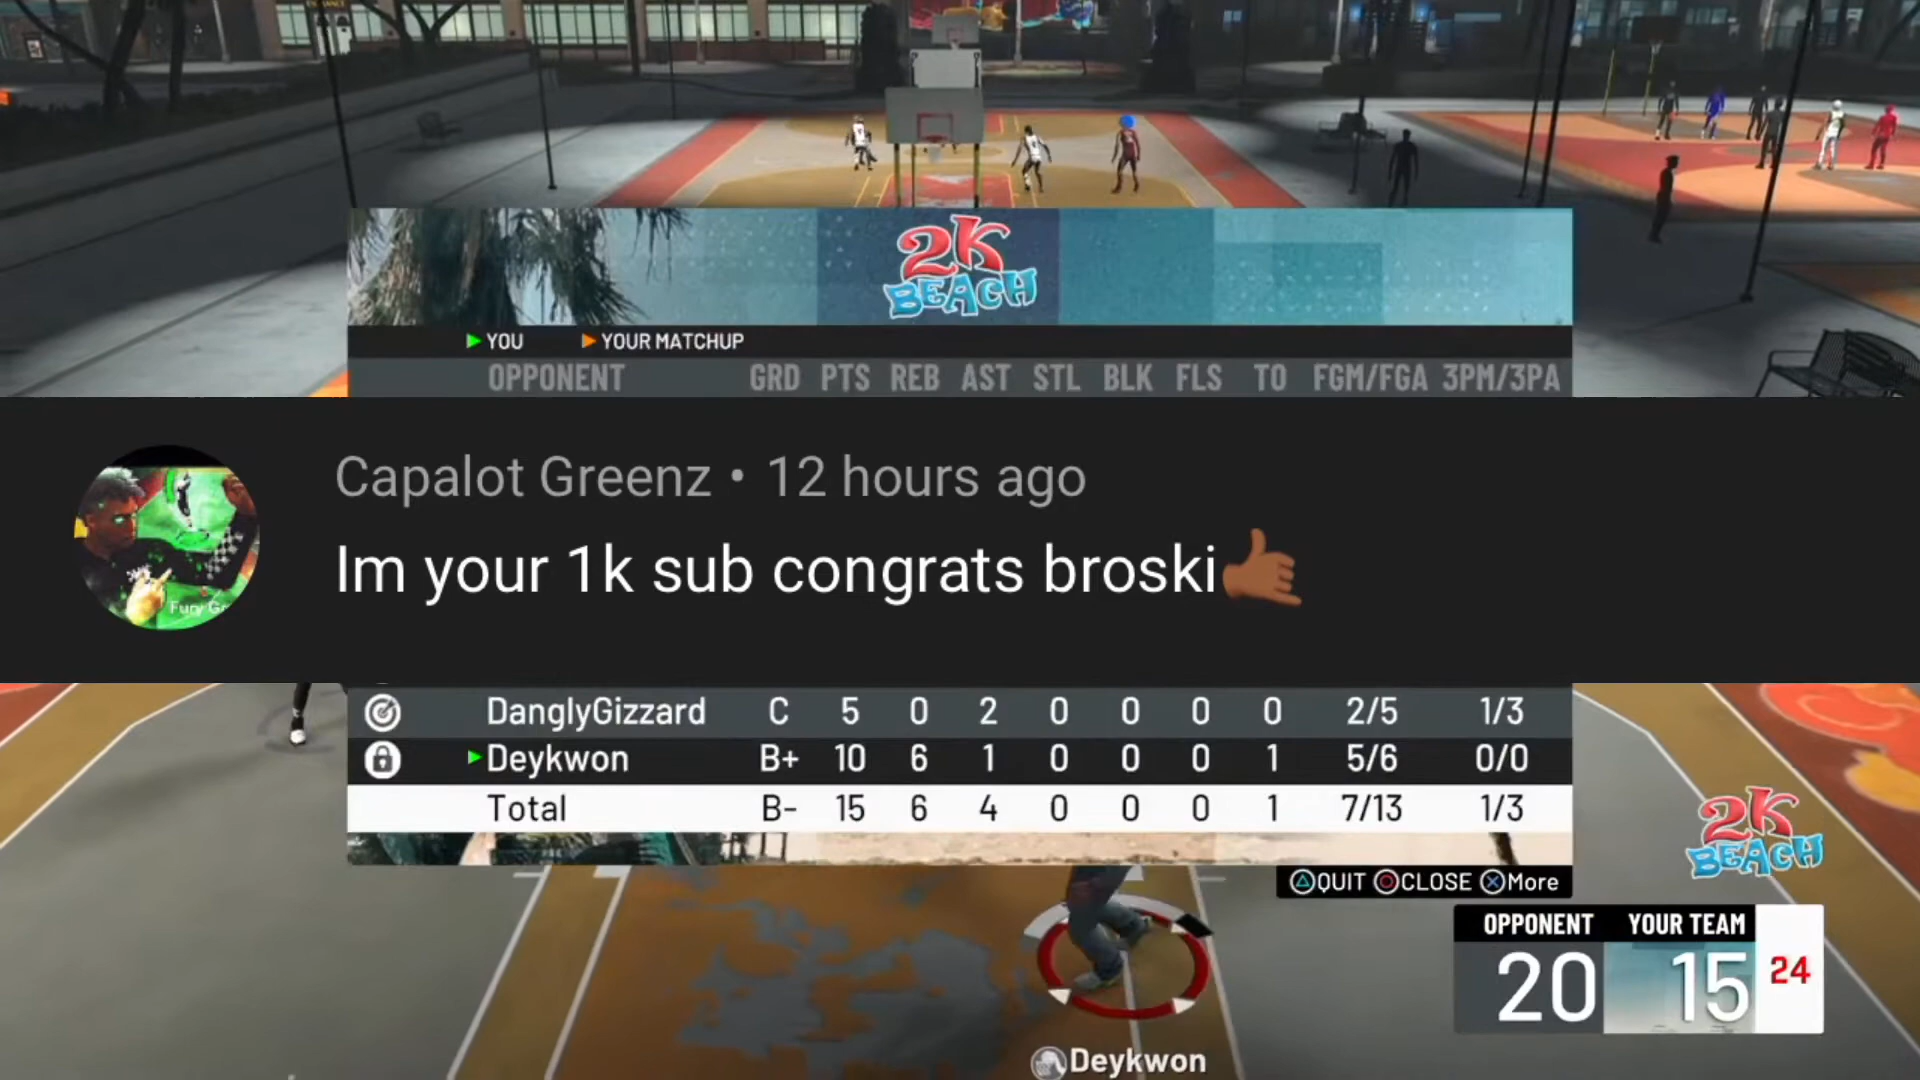 2K
BEACH
YOU YOUR MATCHUP
OPPONENT GRD PTS REB AST STL BLK FLS TO FGM/FGA 3PM/3PA
Capalot Greenz • 12 hours ago
Im your 1k sub congrats broski🤙🏾
Fury Gr
DanglyGizzard C 5 0 2 0 0 0 0 2/5 1/3
Deykwon B+ 10 6 1 0 0 0 1 5/6 0/0
Total B- 15 6 4 0 0 0 1 7/13 1/3
2K
BEACH
QUIT CLOSE More
OPPONENT YOUR TEAM
20 15 24
Deykwon